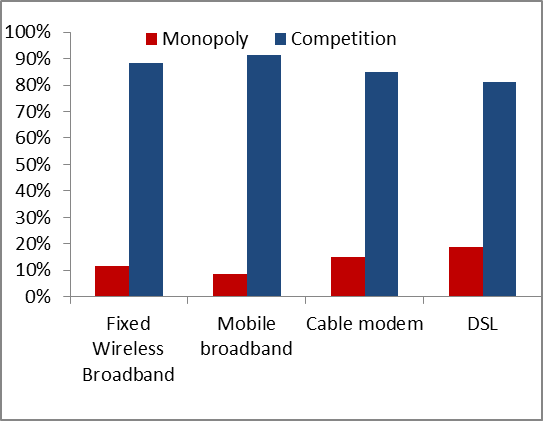 100%
Monopoly Competition
90%
80%
70%
60%
50%
40%
30%
20%
10%
0%
Fixed Wireless Broadband
Mobile broadband
Cable modem
DSL